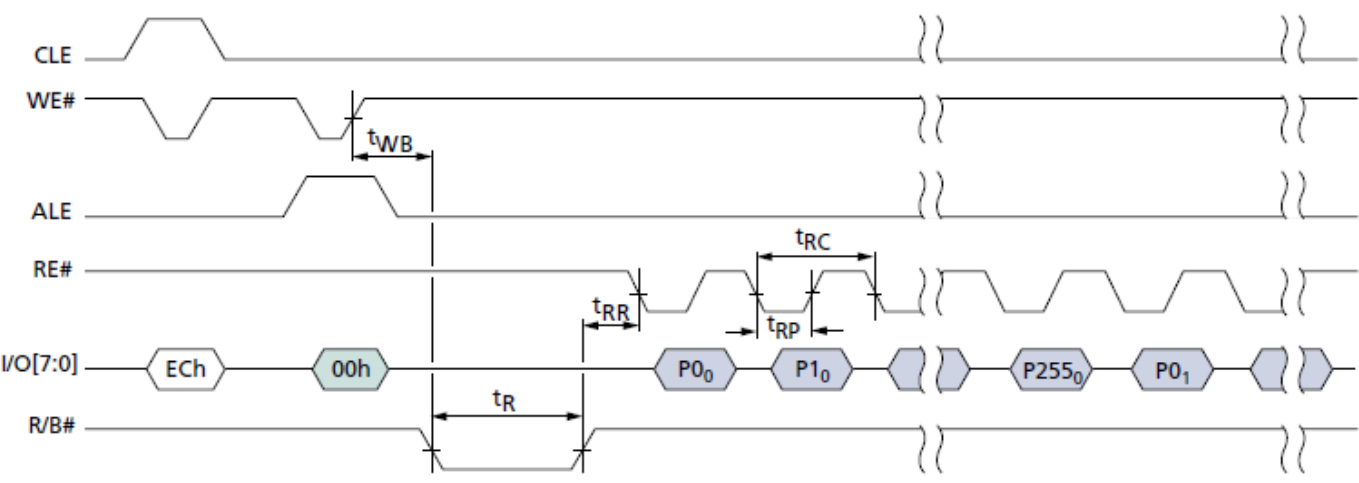 CLE
WE#
tWB
ALE
tRC
RE#
tRR
tRP
I/O[7:0] ECh 00h P0₀ P1₀ P255₀ P0₁
tR
R/B#